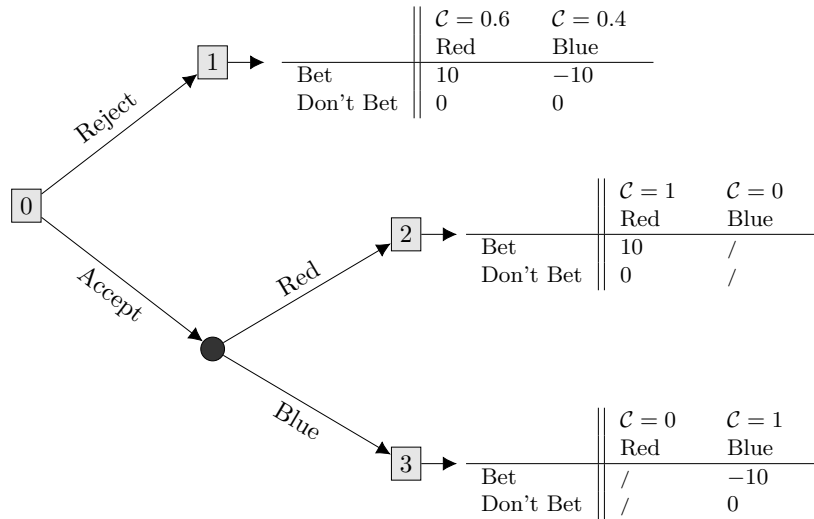 𝒞 = 0.6 𝒞 = 0.4
Red Blue
1
Bet 10 −10
Don't Bet 0 0
Reject
0
𝒞 = 1 𝒞 = 0
Red Blue
2
Bet 10 /
Don't Bet 0 /
Accept
Red
Blue
𝒞 = 0 𝒞 = 1
Red Blue
3
Bet / −10
Don't Bet / 0